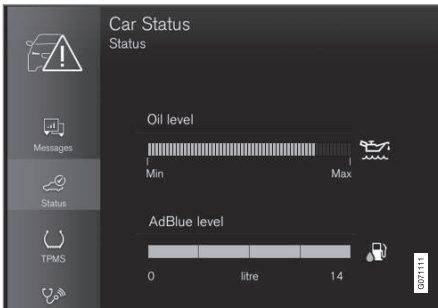 Car Status
Status
Messages
Status
TPMS
Oil level
Min Max
AdBlue level
0 litre 14
G071111